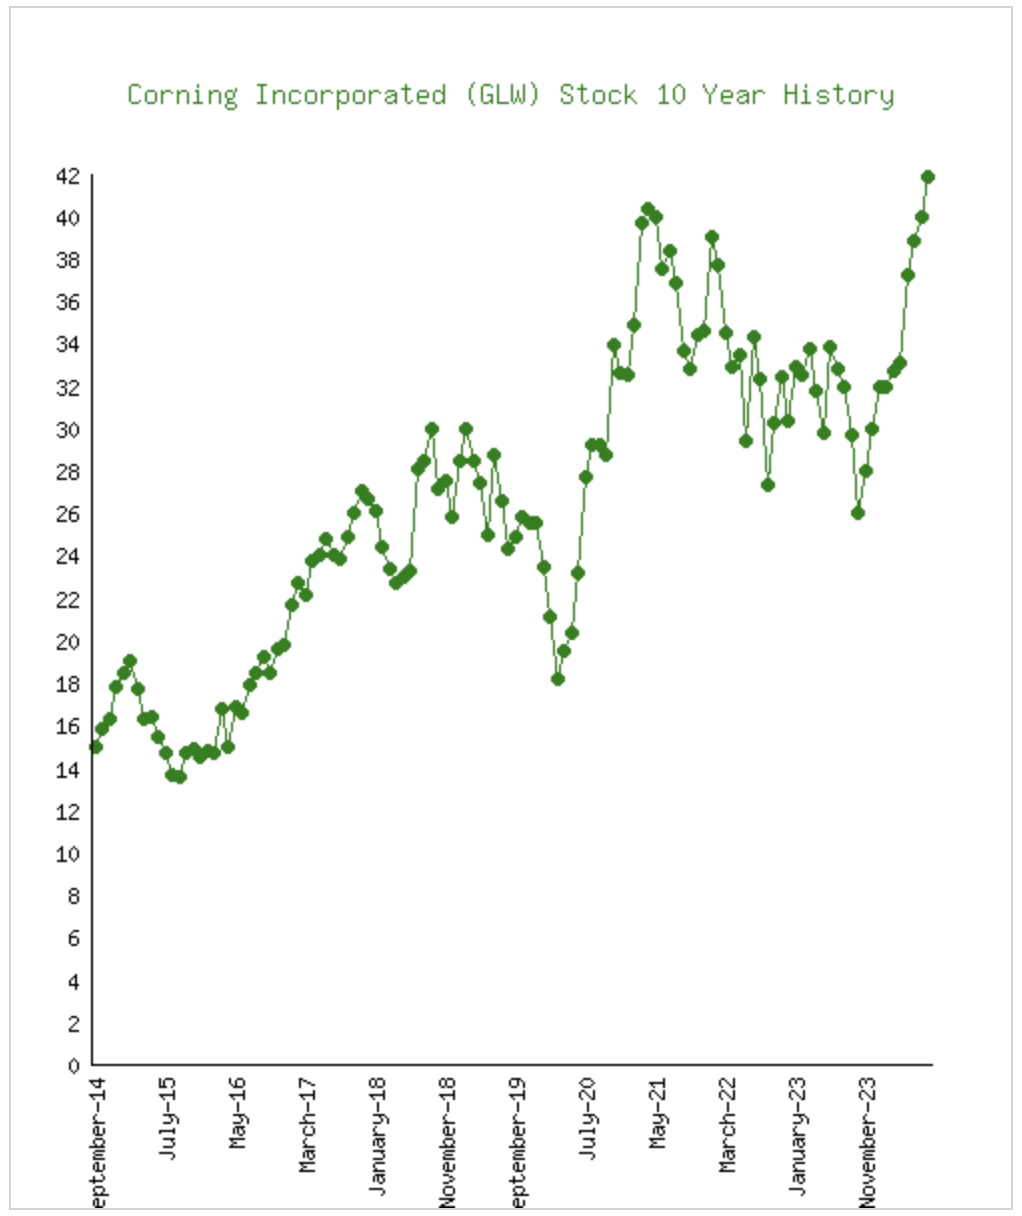 Corning Incorporated (GLW) Stock 10 Year History
42
40
38
36
34
32
30
28
26
24
22
20
18
16
14
12
10
8
6
4
2
0
eptember-14
July-15
May-16
March-17
January-18
November-18
eptember-19
July-20
May-21
March-22
January-23
November-23